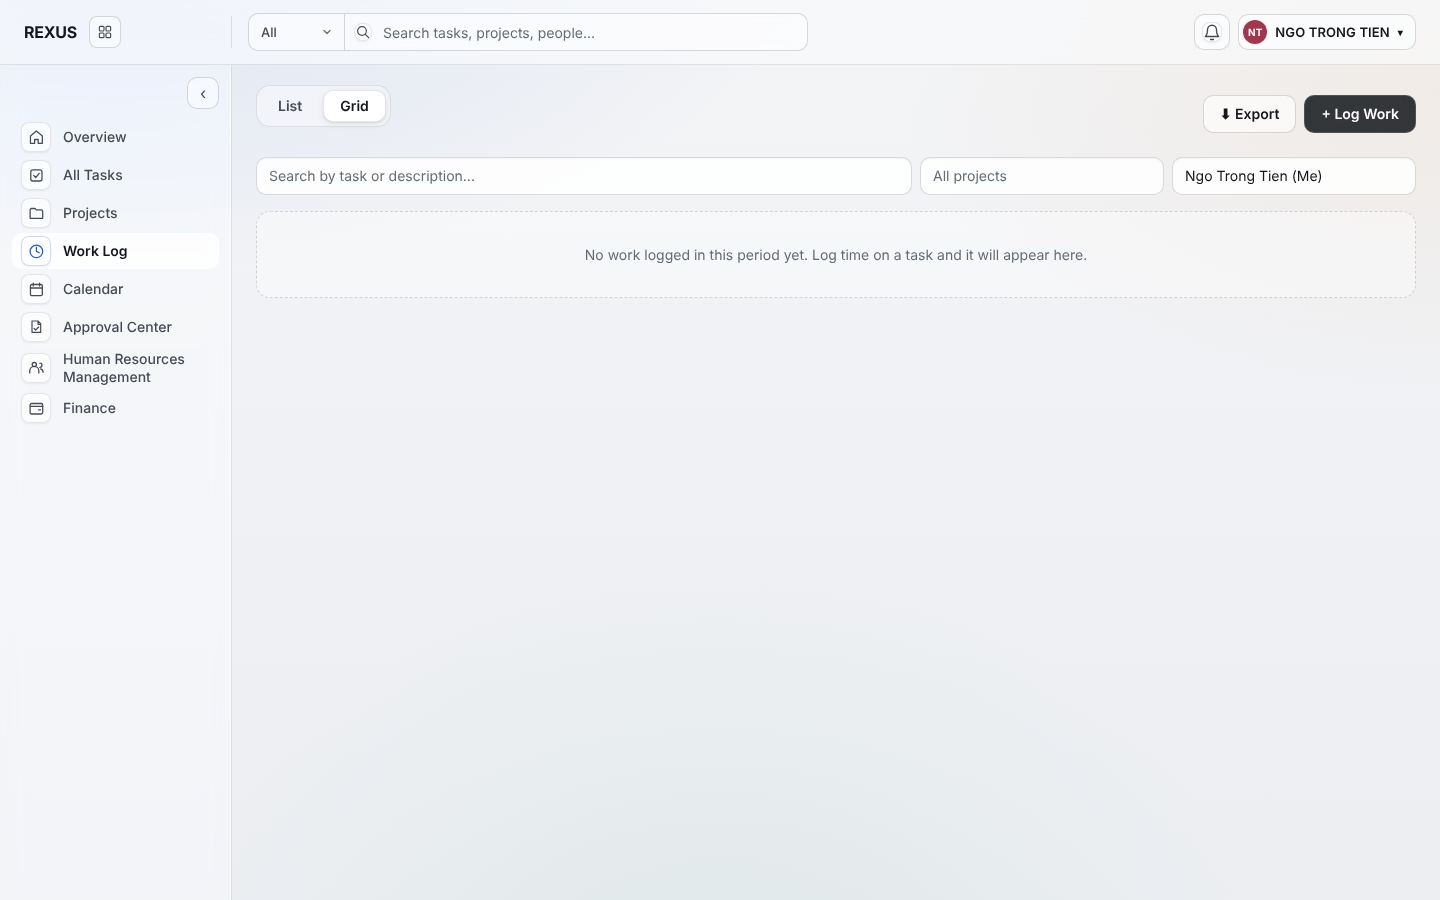 REXUS
All
Search tasks, projects, people...
NT NGO TRONG TIEN ▾
‹
Overview
All Tasks
Projects
Work Log
Calendar
Approval Center
Human Resources
Management
Finance
List
Grid
⬇ Export
+ Log Work
Search by task or description...
All projects
Ngo Trong Tien (Me)
No work logged in this period yet. Log time on a task and it will appear here.